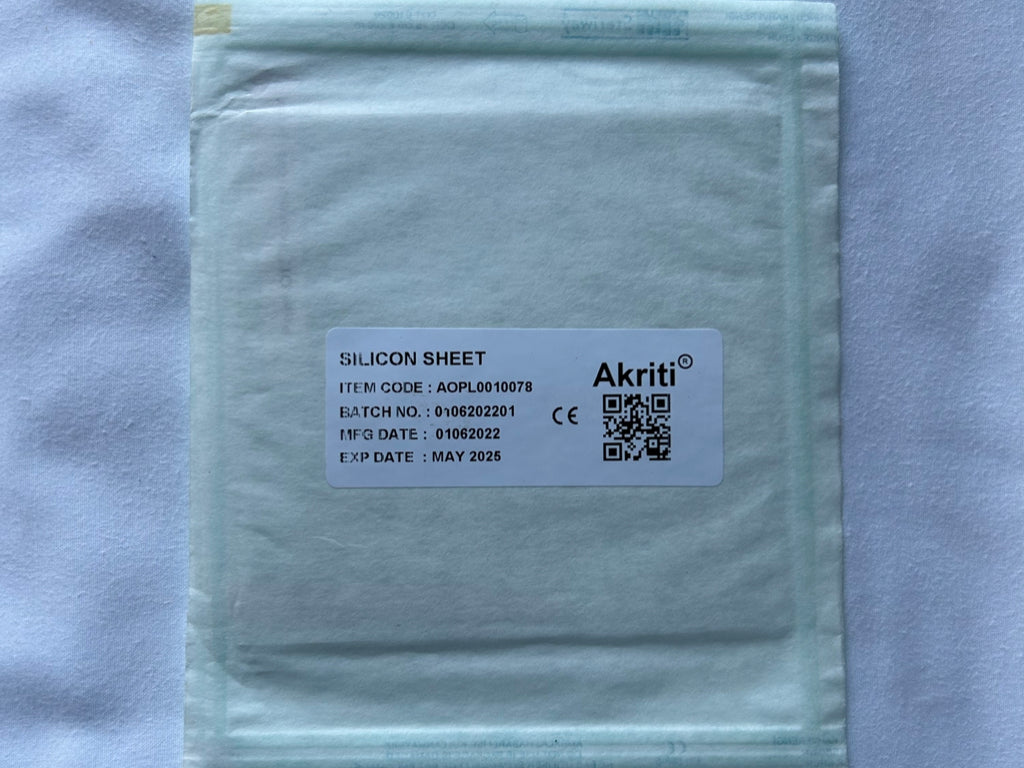 SILICON SHEET
ITEM CODE : AOPL0010078
BATCH NO. : 0106202201
MFG DATE : 01062022
EXP DATE : MAY 2025
CE
Akriti®